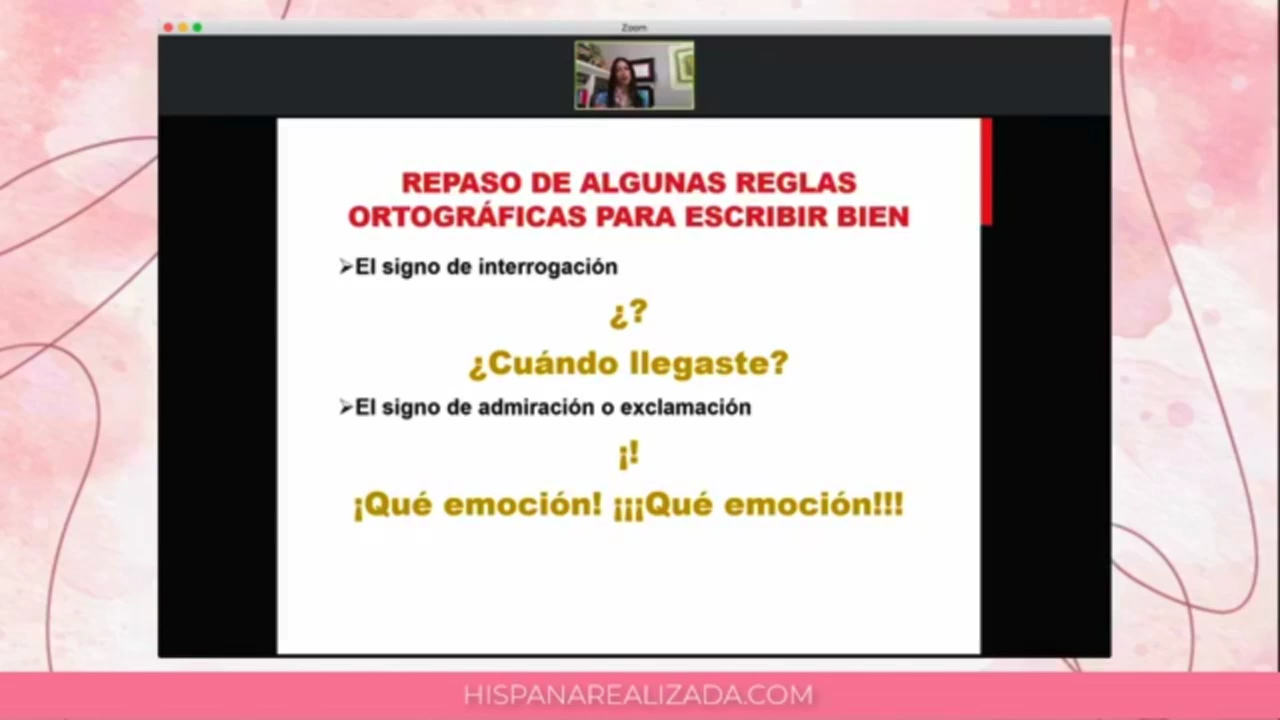 Zoom
REPASO DE ALGUNAS REGLAS
ORTOGRÁFICAS PARA ESCRIBIR BIEN
➢El signo de interrogación
¿?
¿Cuándo llegaste?
➢El signo de admiración o exclamación
¡!
¡Qué emoción! ¡¡¡Qué emoción!!!
HISPANAREALIZADA.COM